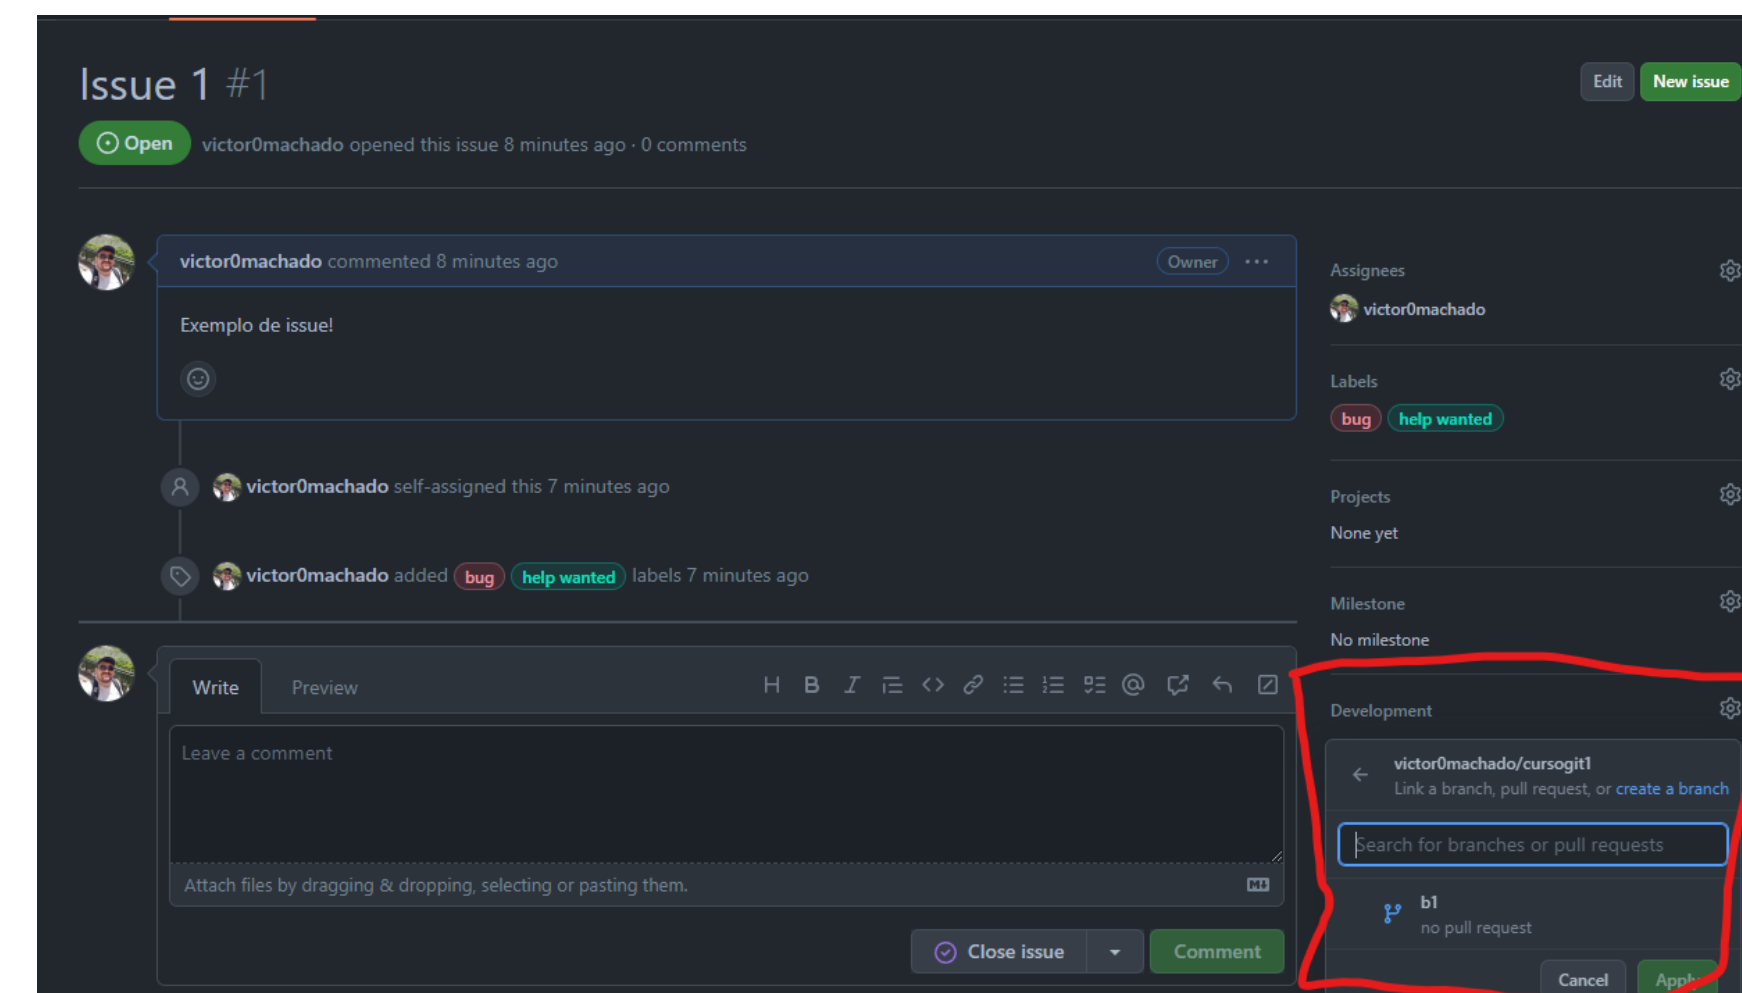 Issue 1 #1
Edit
New issue
Open
victor0machado opened this issue 8 minutes ago · 0 comments
victor0machado commented 8 minutes ago
Owner
Exemplo de issue!
victor0machado self-assigned this 7 minutes ago
victor0machado added bug help wanted labels 7 minutes ago
Write
Preview
Leave a comment
Attach files by dragging & dropping, selecting or pasting them.
Close issue
Comment
Assignees
victor0machado
Labels
bug help wanted
Projects
None yet
Milestone
No milestone
Development
victor0machado/cursogit1
Link a branch, pull request, or create a branch
Search for branches or pull requests
b1
no pull request
Cancel
Apply